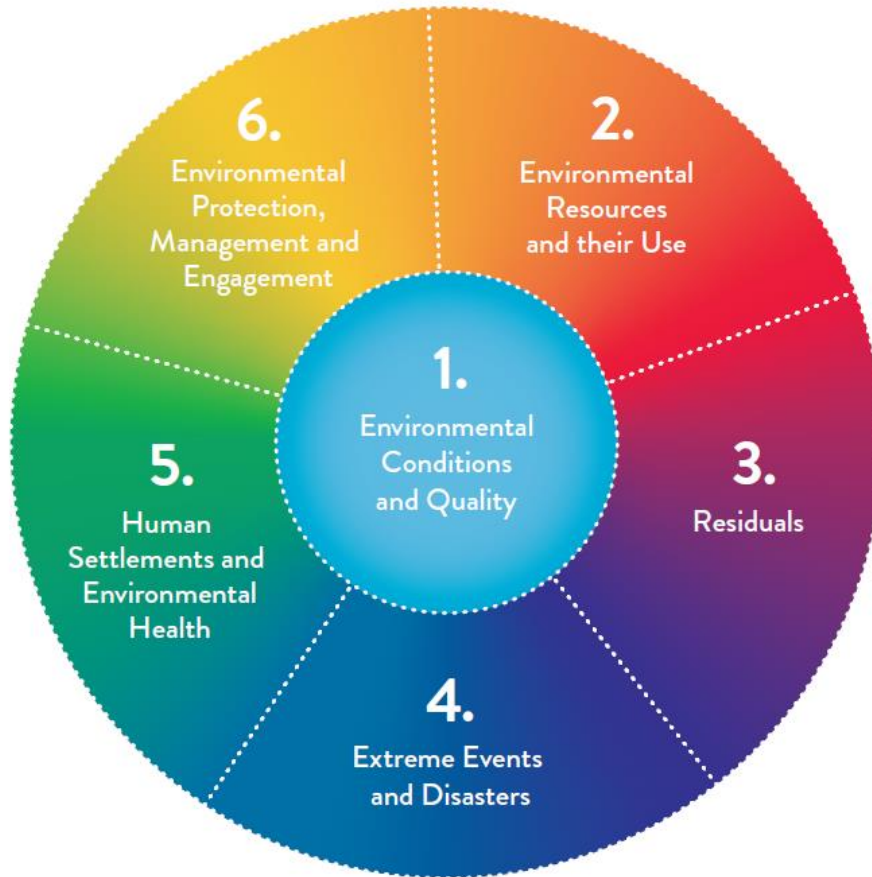 1.
Environmental
Conditions
and Quality
2.
Environmental
Resources
and their Use
3.
Residuals
4.
Extreme Events
and Disasters
5.
Human
Settlements and
Environmental
Health
6.
Environmental
Protection,
Management and
Engagement